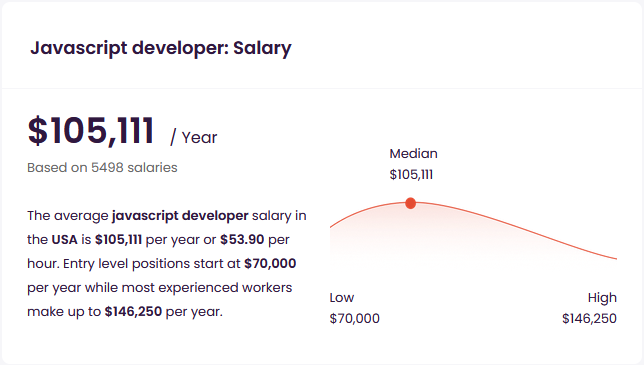 Javascript developer: Salary
$105,111 / Year
Based on 5498 salaries
The average javascript developer salary in
the USA is $105,111 per year or $53.90 per
hour. Entry level positions start at $70,000
per year while most experienced workers
make up to $146,250 per year.
Median
$105,111
Low
$70,000
High
$146,250